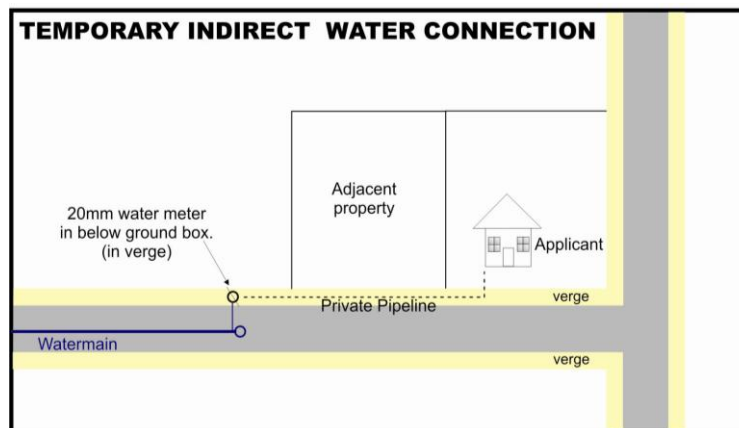 TEMPORARY INDIRECT WATER CONNECTION
Adjacent
property
20mm water meter
in below ground box.
(in verge)
Applicant
verge
Private Pipeline
Watermain
verge